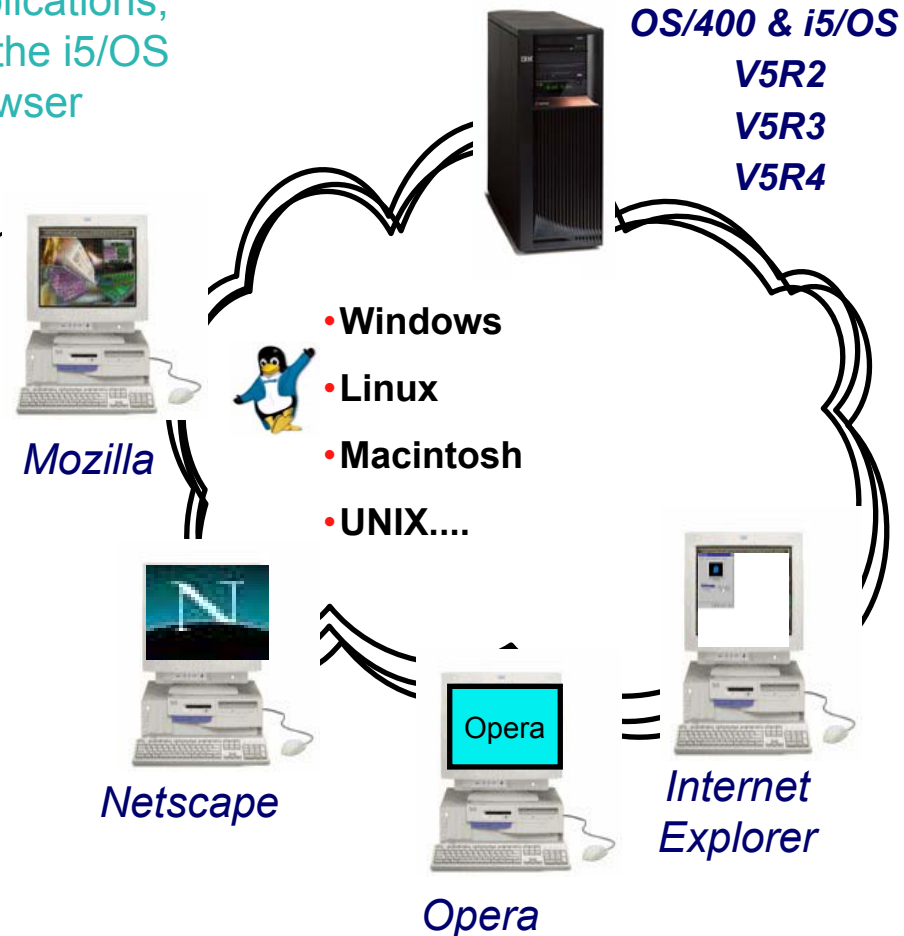 plications,
the i5/OS
wser
OS/400 & i5/OS
V5R2
V5R3
V5R4
•Windows
•Linux
•Macintosh
•UNIX....
Mozilla
N
Netscape
Opera
Opera
Internet
Explorer